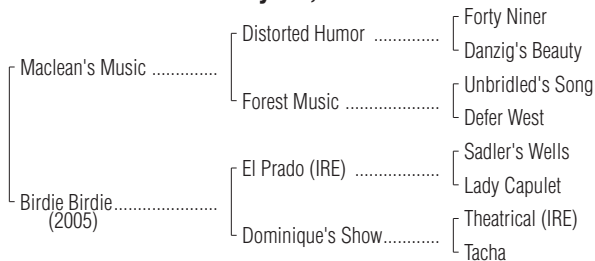 Distorted Humor ..............
Forty Niner
Danzig's Beauty
Maclean's Music ..............
Forest Music ....................
Unbridled's Song
Defer West
El Prado (IRE) ..................
Sadler's Wells
Lady Capulet
Birdie Birdie......................
(2005)
Dominique's Show............
Theatrical (IRE)
Tacha